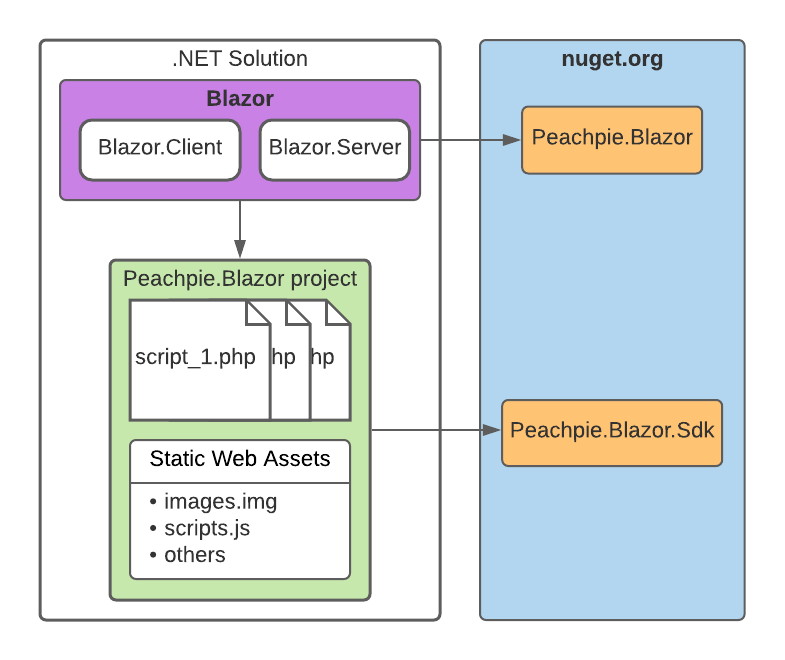 .NET Solution
Blazor
Blazor.Client
Blazor.Server
Peachpie.Blazor project
script_1.php
hp
hp
Static Web Assets
• images.img
• scripts.js
• others
nuget.org
Peachpie.Blazor
Peachpie.Blazor.Sdk